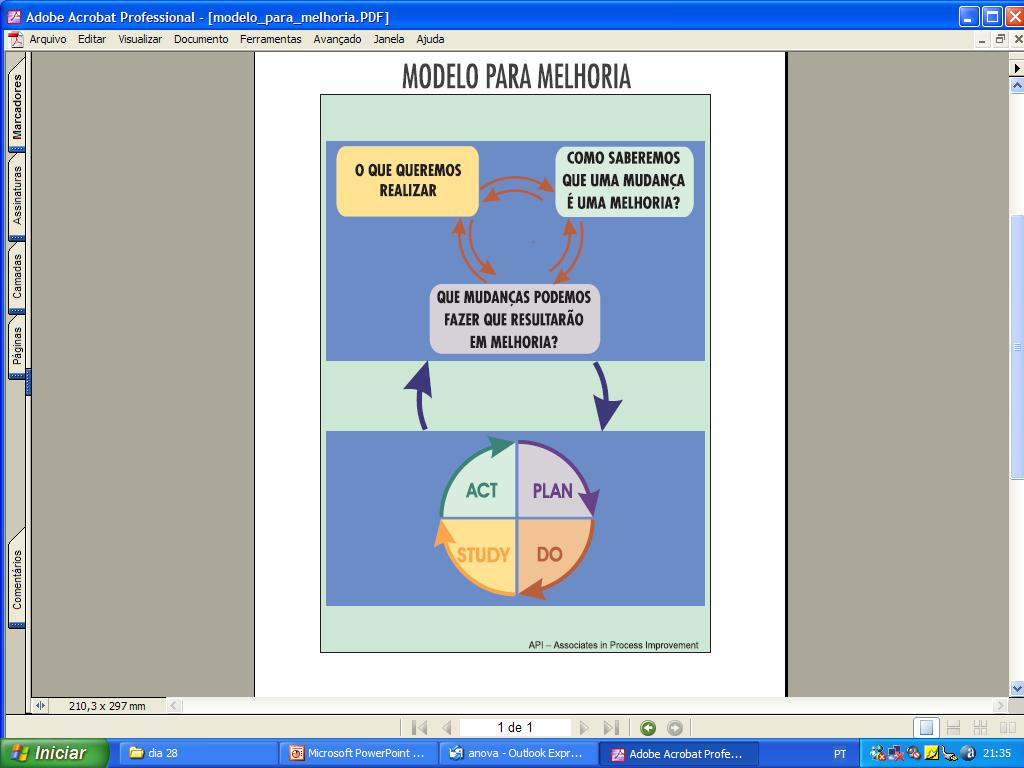 Adobe Acrobat Professional - [modelo_para_melhoria.PDF]
Arquivo Editar Visualizar Documento Ferramentas Avançado Janela Ajuda
Marcadores
Assinaturas
Camadas
Páginas
Comentários
MODELO PARA MELHORIA
O QUE QUEREMOS
REALIZAR
COMO SABEREMOS
QUE UMA MUDANÇA
É UMA MELHORIA?
QUE MUDANÇAS PODEMOS
FAZER QUE RESULTARÃO
EM MELHORIA?
ACT PLAN
STUDY DO
API – Associates in Process Improvement
210,3 x 297 mm
1 de 1
Iniciar dia 28 Microsoft PowerPoint ... anova - Outlook Expr... Adobe Acrobat Profe... PT 21:35